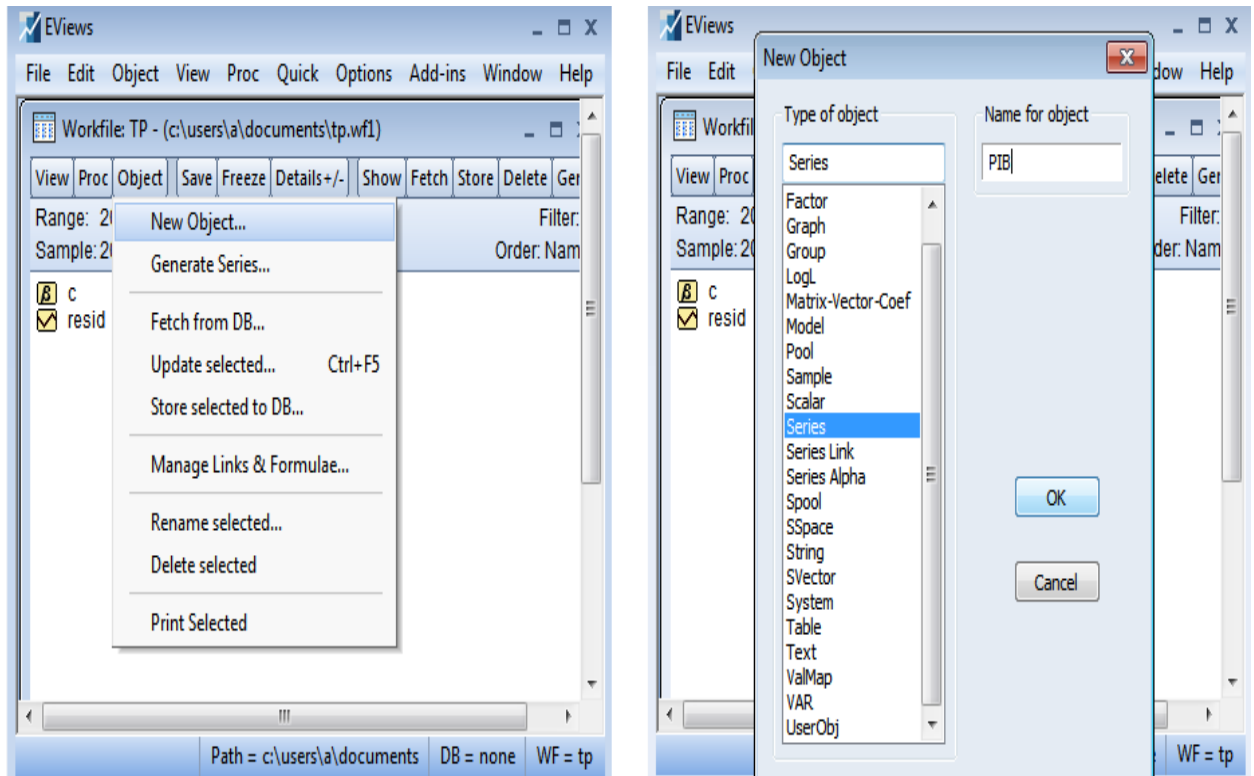 EViews
File Edit Object View Proc Quick Options Add-ins Window Help
Workfile: TP - (c:\users\a\documents\tp.wf1)
View Proc Object Save Freeze Details+/- Show Fetch Store Delete Ger
Range: 20
Filter:
Sample: 20
Order: Nam
New Object...
Generate Series...
Fetch from DB...
Update selected... Ctrl+F5
Store selected to DB...
Manage Links & Formulae...
Rename selected...
Delete selected
Print Selected
β c
resid
Path = c:\users\a\documents DB = none WF = tp
EViews
File Edit
dow Help
New Object
Workfil
View Proc
elete Ger
Range: 20
Filter:
Sample: 20
der: Nam
β c
resid
Type of object
Series
Factor
Graph
Group
LogL
Matrix-Vector-Coef
Model
Pool
Sample
Scalar
Series
Series Link
Series Alpha
Spool
SSpace
String
SVector
System
Table
Text
ValMap
VAR
UserObj
Name for object
PIB
OK
Cancel
WF = tp